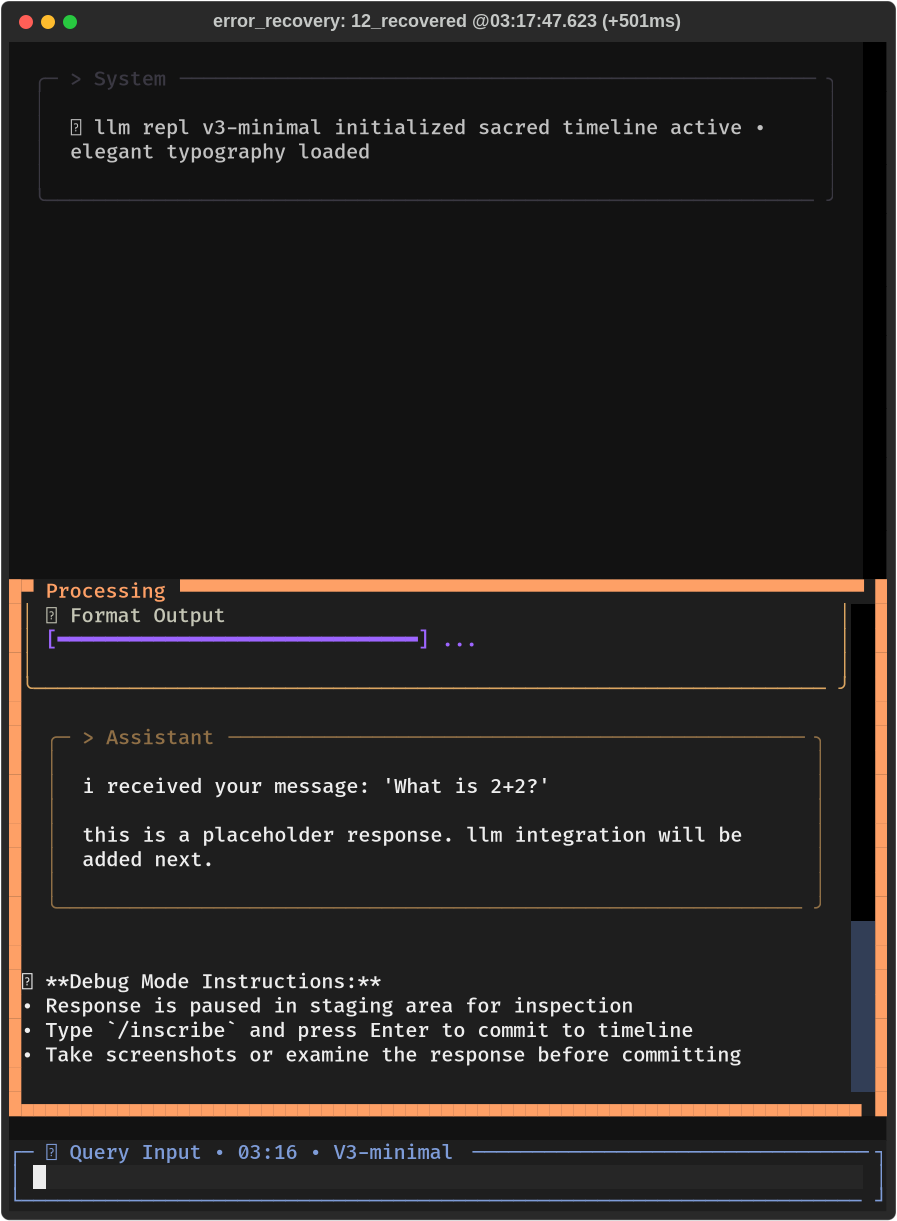 error_recovery: 12_recovered @03:17:47.623 (+501ms)
> System
llm repl v3-minimal initialized sacred timeline active •
elegant typography loaded
Processing
Format Output
[━━━━━━━━━━━━━━━━━━━━━━━━━━━━━━] ...
> Assistant
i received your message: 'What is 2+2?'
this is a placeholder response. llm integration will be
added next.
**Debug Mode Instructions:**
• Response is paused in staging area for inspection
• Type `/inscribe` and press Enter to commit to timeline
• Take screenshots or examine the response before committing
Query Input • 03:16 • V3-minimal